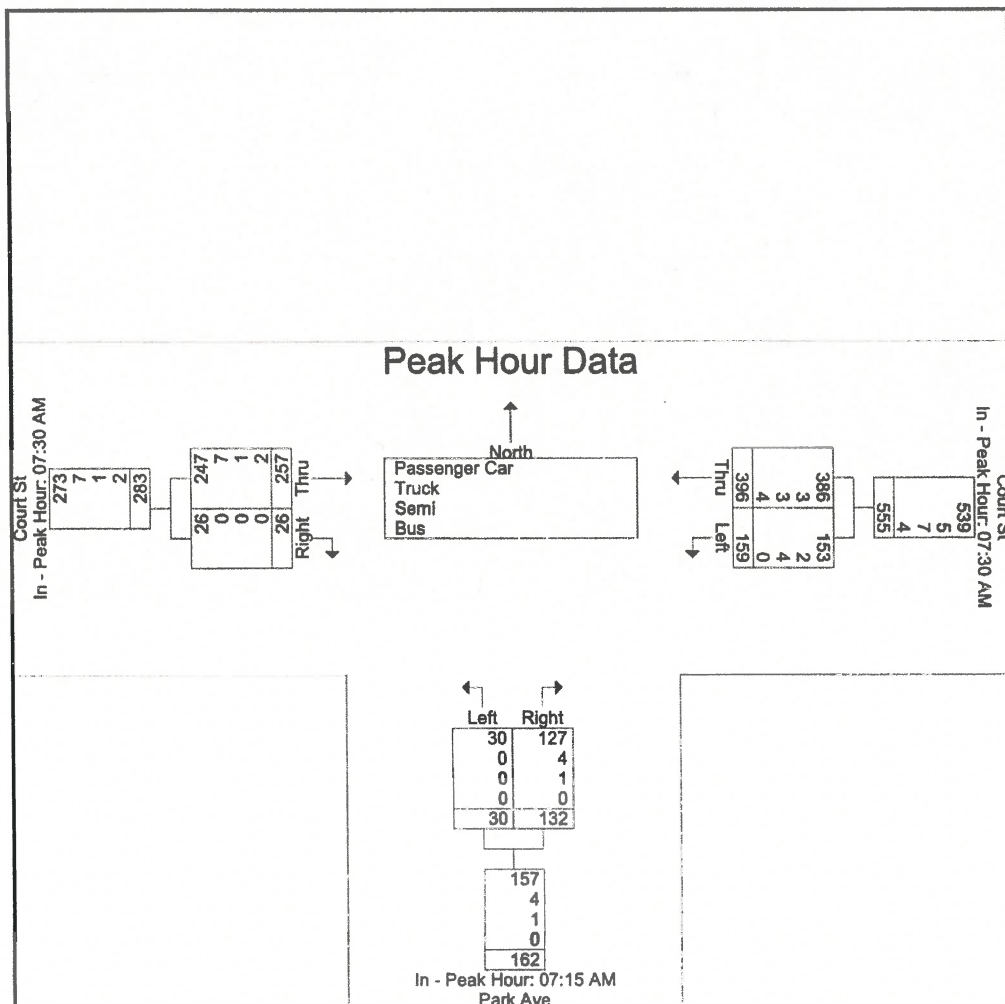 Peak Hour Data
North
Passenger Car
Truck
Semi
Bus
Court St
In - Peak Hour: 07:30 AM
273
7
1
2
283
247 7 1 2 257 Thru
26 0 0 0 26 Right
Thru 396 4 3 3 386
Left 159 0 4 2 153
555 4 7 5 539
In - Peak Hour: 07:30 AM
Court St
Left Right
30 127
0 4
0 1
0 0
30 132
157
4
1
0
162
In - Peak Hour: 07:15 AM
Park Ave